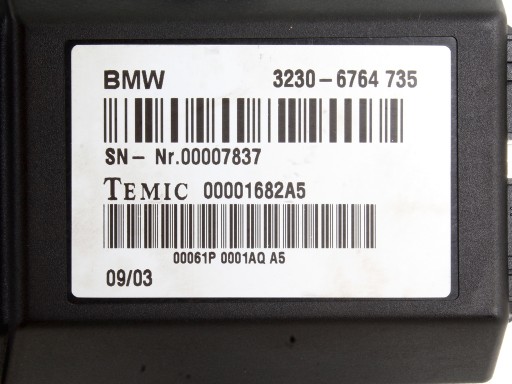 BMW 3230-6764 735
SN- Nr.00007837
TEMIC 00001682A5
00061P 0001AQ A5
09/03